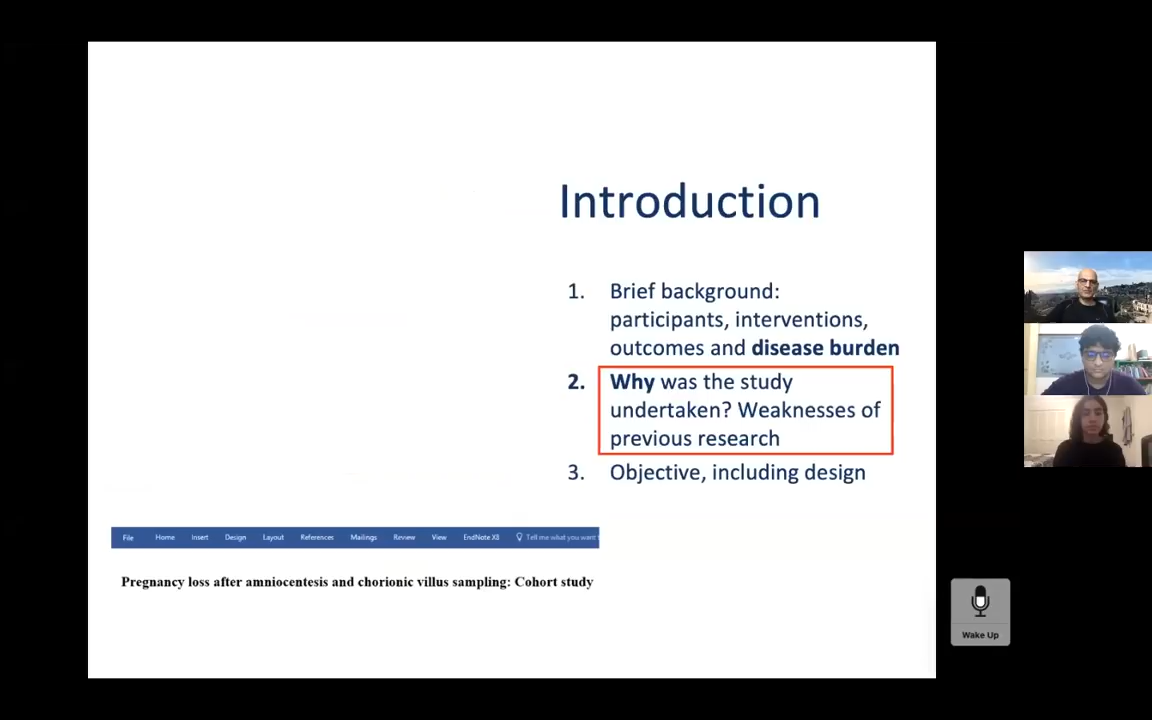 Introduction
1. Brief background:
participants, interventions,
outcomes and disease burden
2. Why was the study
undertaken? Weaknesses of
previous research
3. Objective, including design
File Home Insert Design Layout References Mailings Review View EndNote X8 Tell me what you want
Pregnancy loss after amniocentesis and chorionic villus sampling: Cohort study
Wake Up